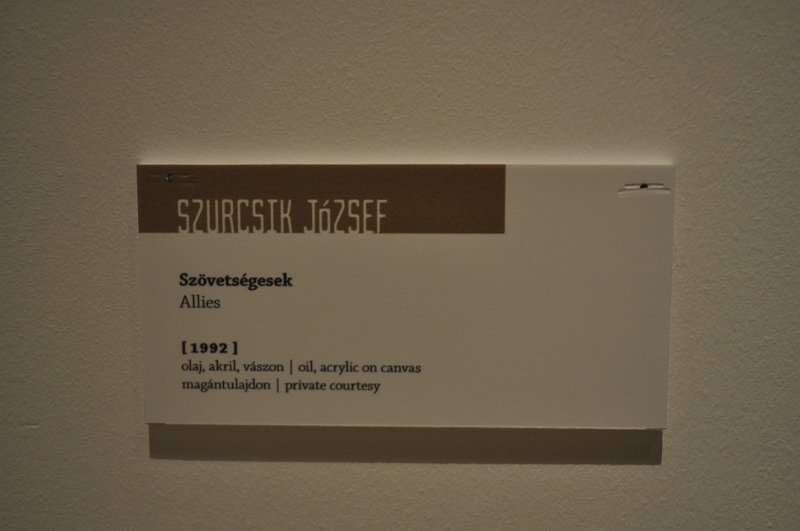 SZURCSIK JóZSEF
Szövetségesek
Allies
[ 1992 ]
olaj, akril, vászon | oil, acrylic on canvas
magántulajdon | private courtesy